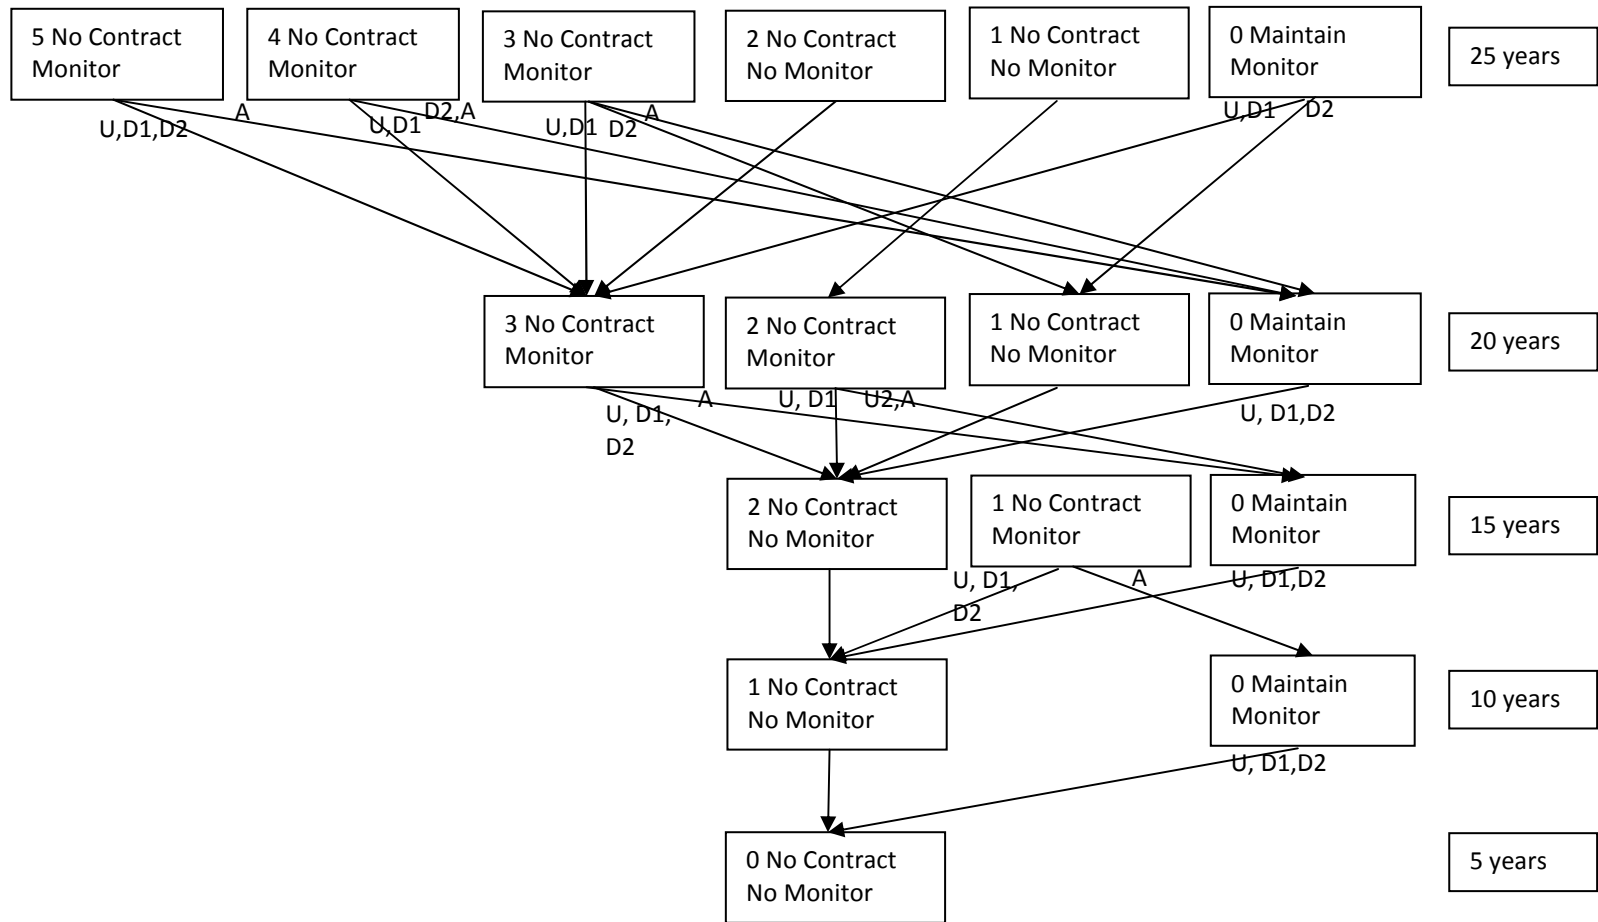 5 No Contract
Monitor
4 No Contract
Monitor
3 No Contract
Monitor
2 No Contract
No Monitor
1 No Contract
No Monitor
0 Maintain
Monitor
25 years
U,D1,D2
A
U,D1
D2,A
U,D1
D2
A
U,D1
D2
3 No Contract
Monitor
2 No Contract
Monitor
1 No Contract
No Monitor
0 Maintain
Monitor
20 years
U, D1,
D2
A
U, D1
U2,A
U, D1,D2
2 No Contract
No Monitor
1 No Contract
Monitor
0 Maintain
Monitor
15 years
U, D1,
D2
A
U, D1,D2
1 No Contract
No Monitor
0 Maintain
Monitor
10 years
U, D1,D2
0 No Contract
No Monitor
5 years